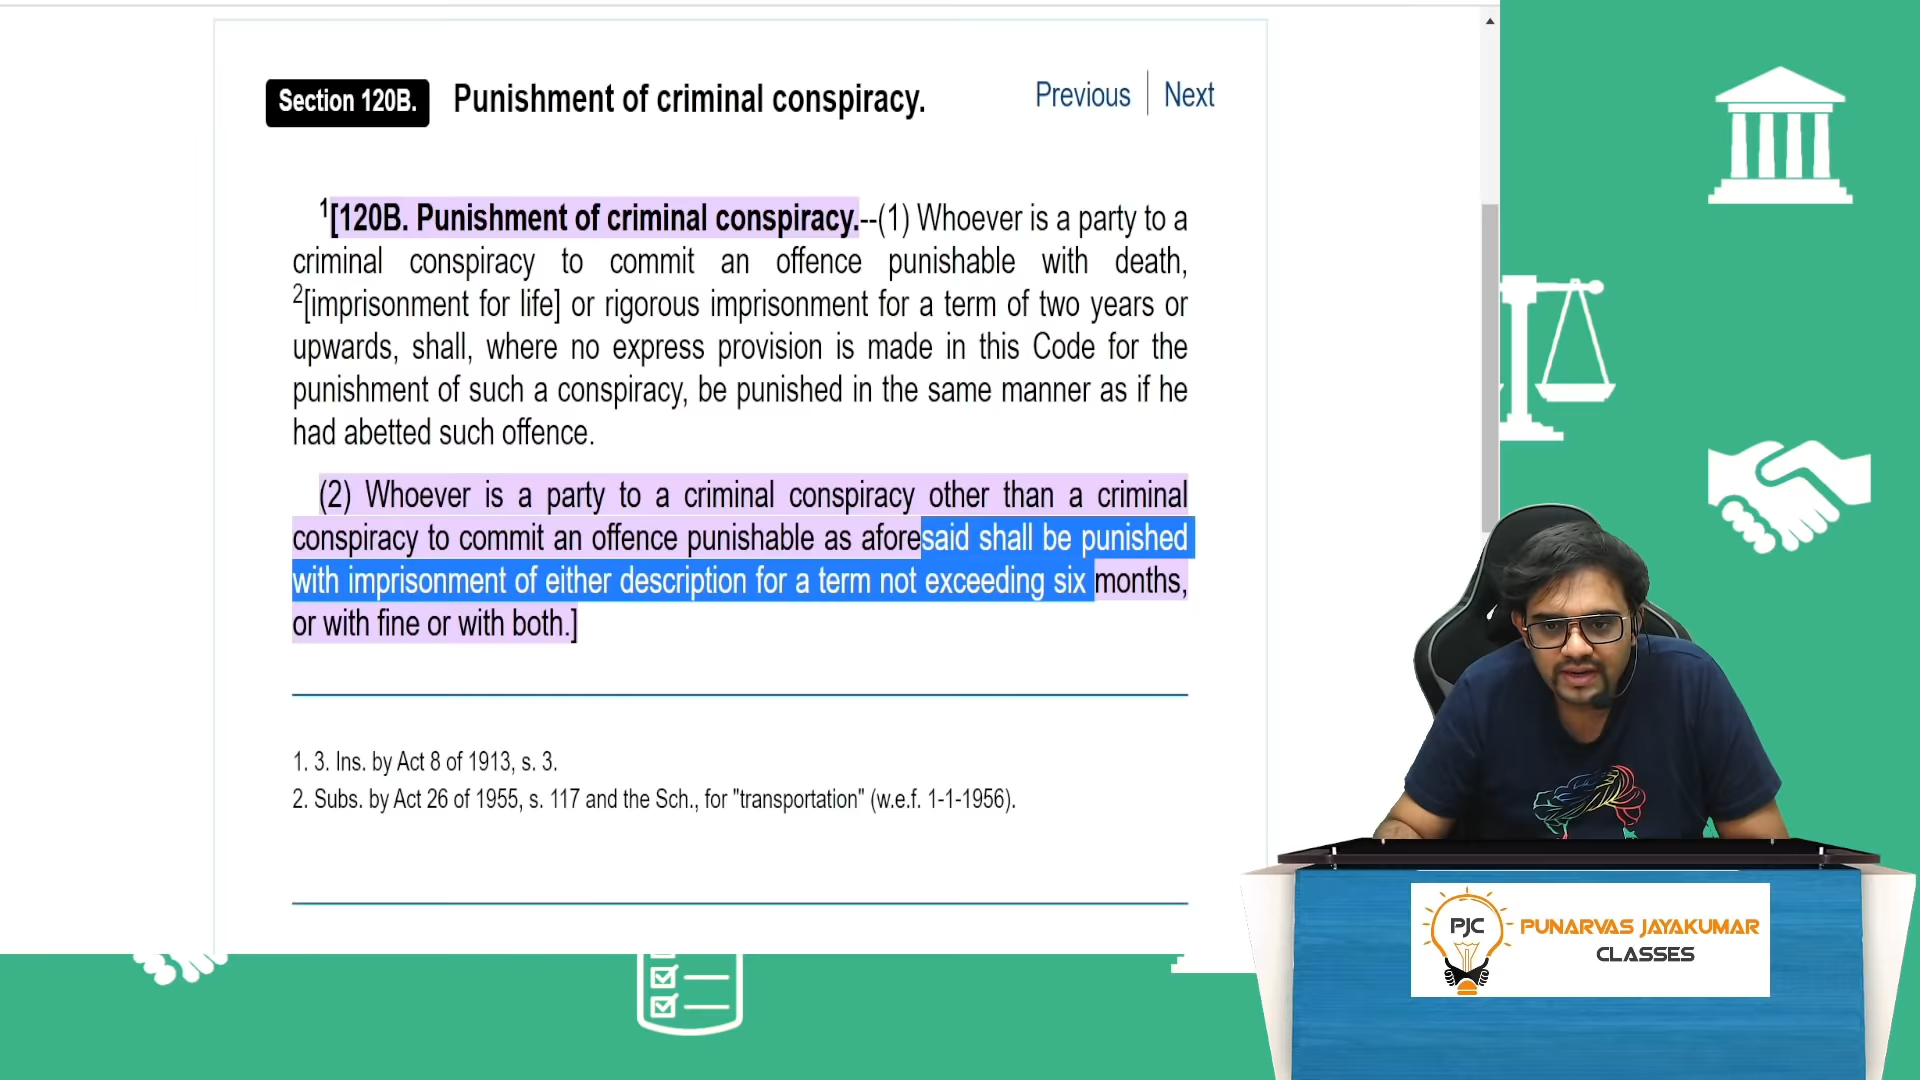 Section 120B. Punishment of criminal conspiracy. Previous Next
1[120B. Punishment of criminal conspiracy.--(1) Whoever is a party to a
criminal conspiracy to commit an offence punishable with death,
2[imprisonment for life] or rigorous imprisonment for a term of two years or
upwards, shall, where no express provision is made in this Code for the
punishment of such a conspiracy, be punished in the same manner as if he
had abetted such offence.
(2) Whoever is a party to a criminal conspiracy other than a criminal
conspiracy to commit an offence punishable as aforesaid shall be punished
with imprisonment of either description for a term not exceeding six months,
or with fine or with both.]
1. 3. Ins. by Act 8 of 1913, s. 3.
2. Subs. by Act 26 of 1955, s. 117 and the Sch., for "transportation" (w.e.f. 1-1-1956).
PJC
PUNARVAS JAYAKUMAR
CLASSES